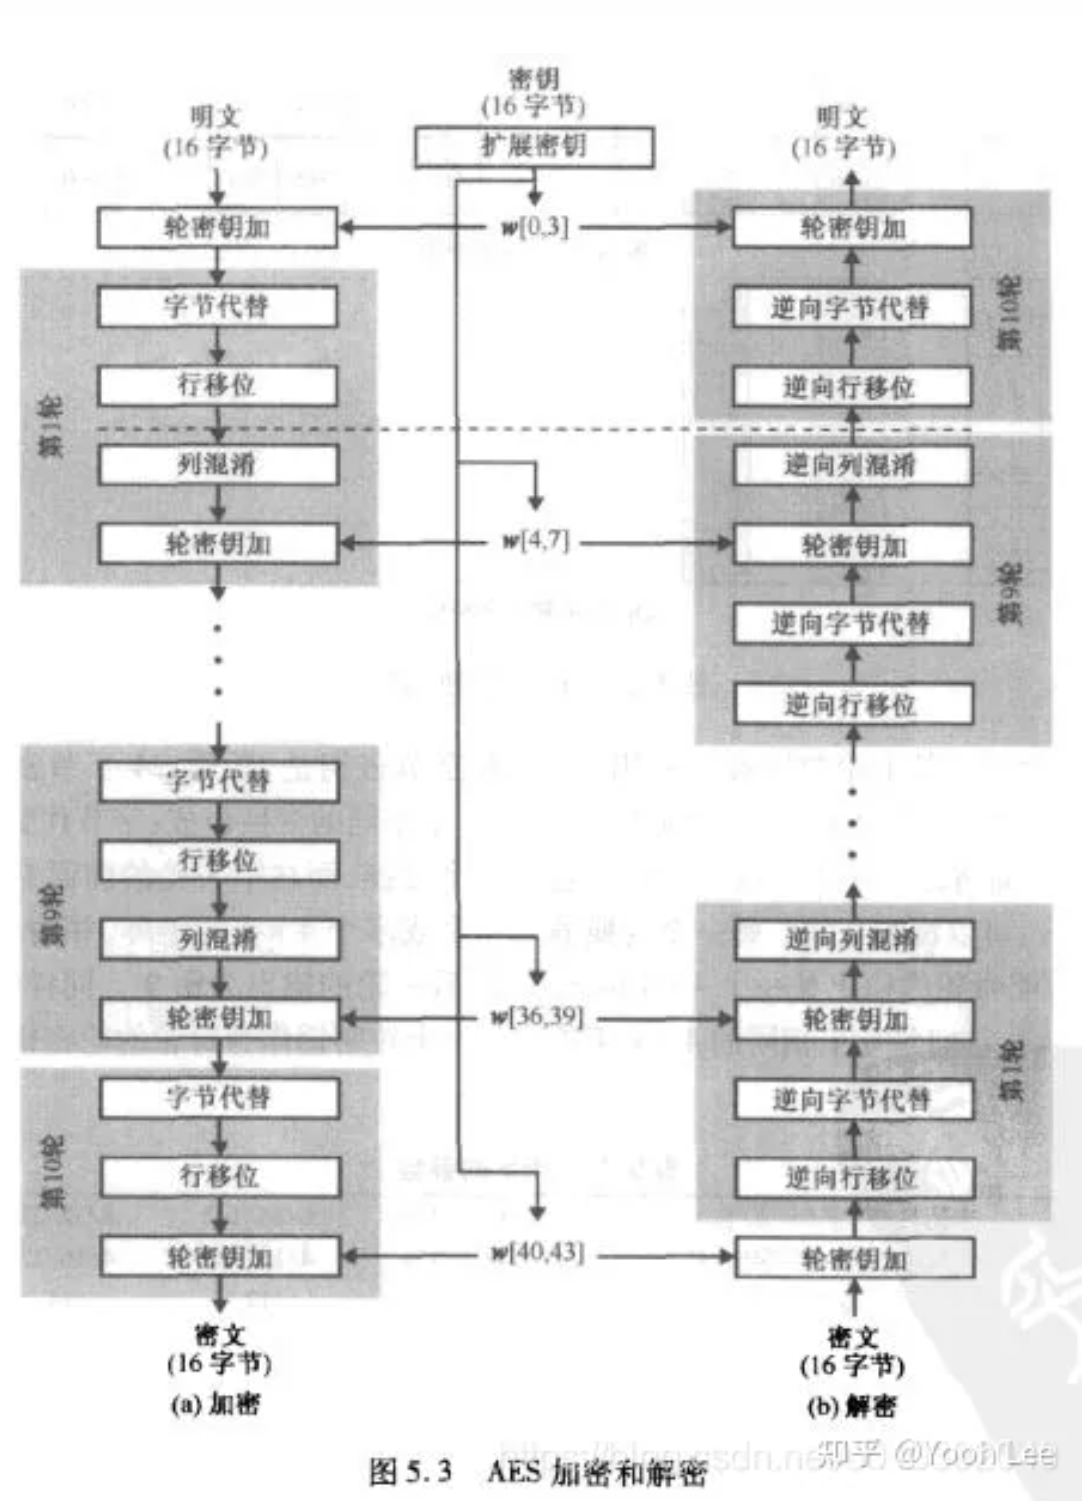 密钥
(16 字节)
扩展密钥
明文
(16 字节)
轮密钥加
第1轮
字节代替
行移位
列混淆
轮密钥加
第9轮
字节代替
行移位
列混淆
轮密钥加
第10轮
字节代替
行移位
轮密钥加
密文
(16 字节)
(a) 加密
w[0,3]
w[4,7]
w[36,39]
w[40,43]
明文
(16 字节)
轮密钥加
逆向字节代替
逆向行移位
第10轮
逆向列混淆
轮密钥加
逆向字节代替
逆向行移位
第9轮
逆向列混淆
轮密钥加
逆向字节代替
逆向行移位
第1轮
轮密钥加
密文
(16 字节)
(b) 解密
图 5.3 AES 加密和解密
知乎 @Yooh Lee